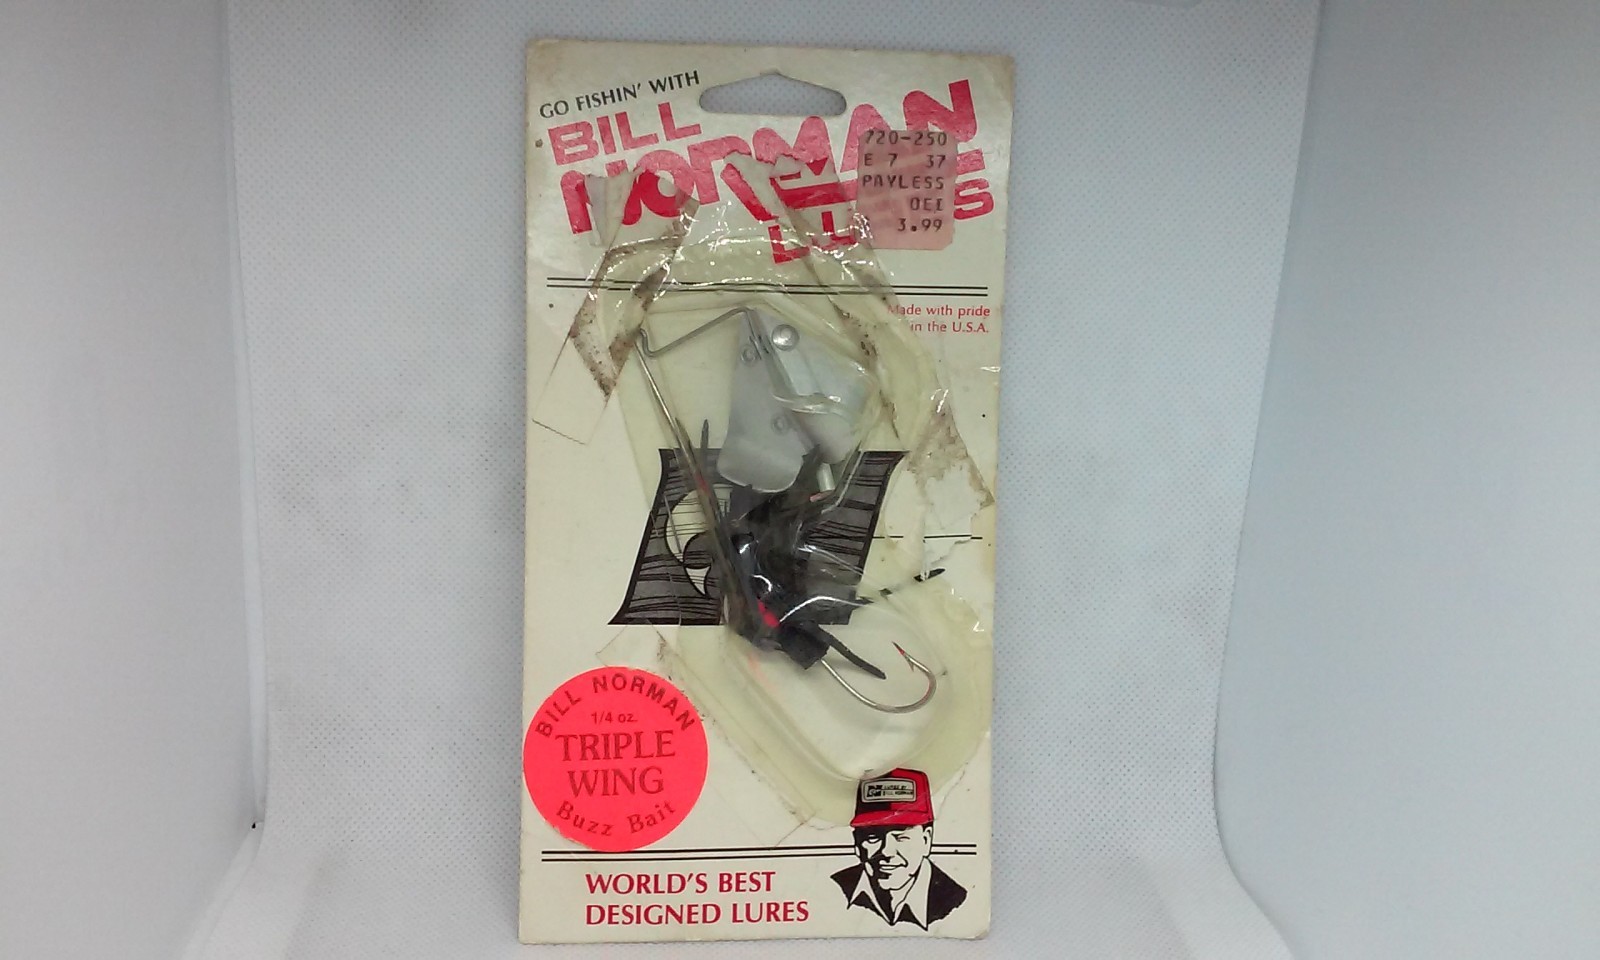 GO FISHIN' WITH
BILL
NORMAN
LURES
720-250
E 7 37
PAYLESS
3.99
Made with pride
in the U.S.A.
BILL NORMAN
1/4 oz.
TRIPLE
WING
Buzz Bait
WORLD'S BEST
DESIGNED LURES